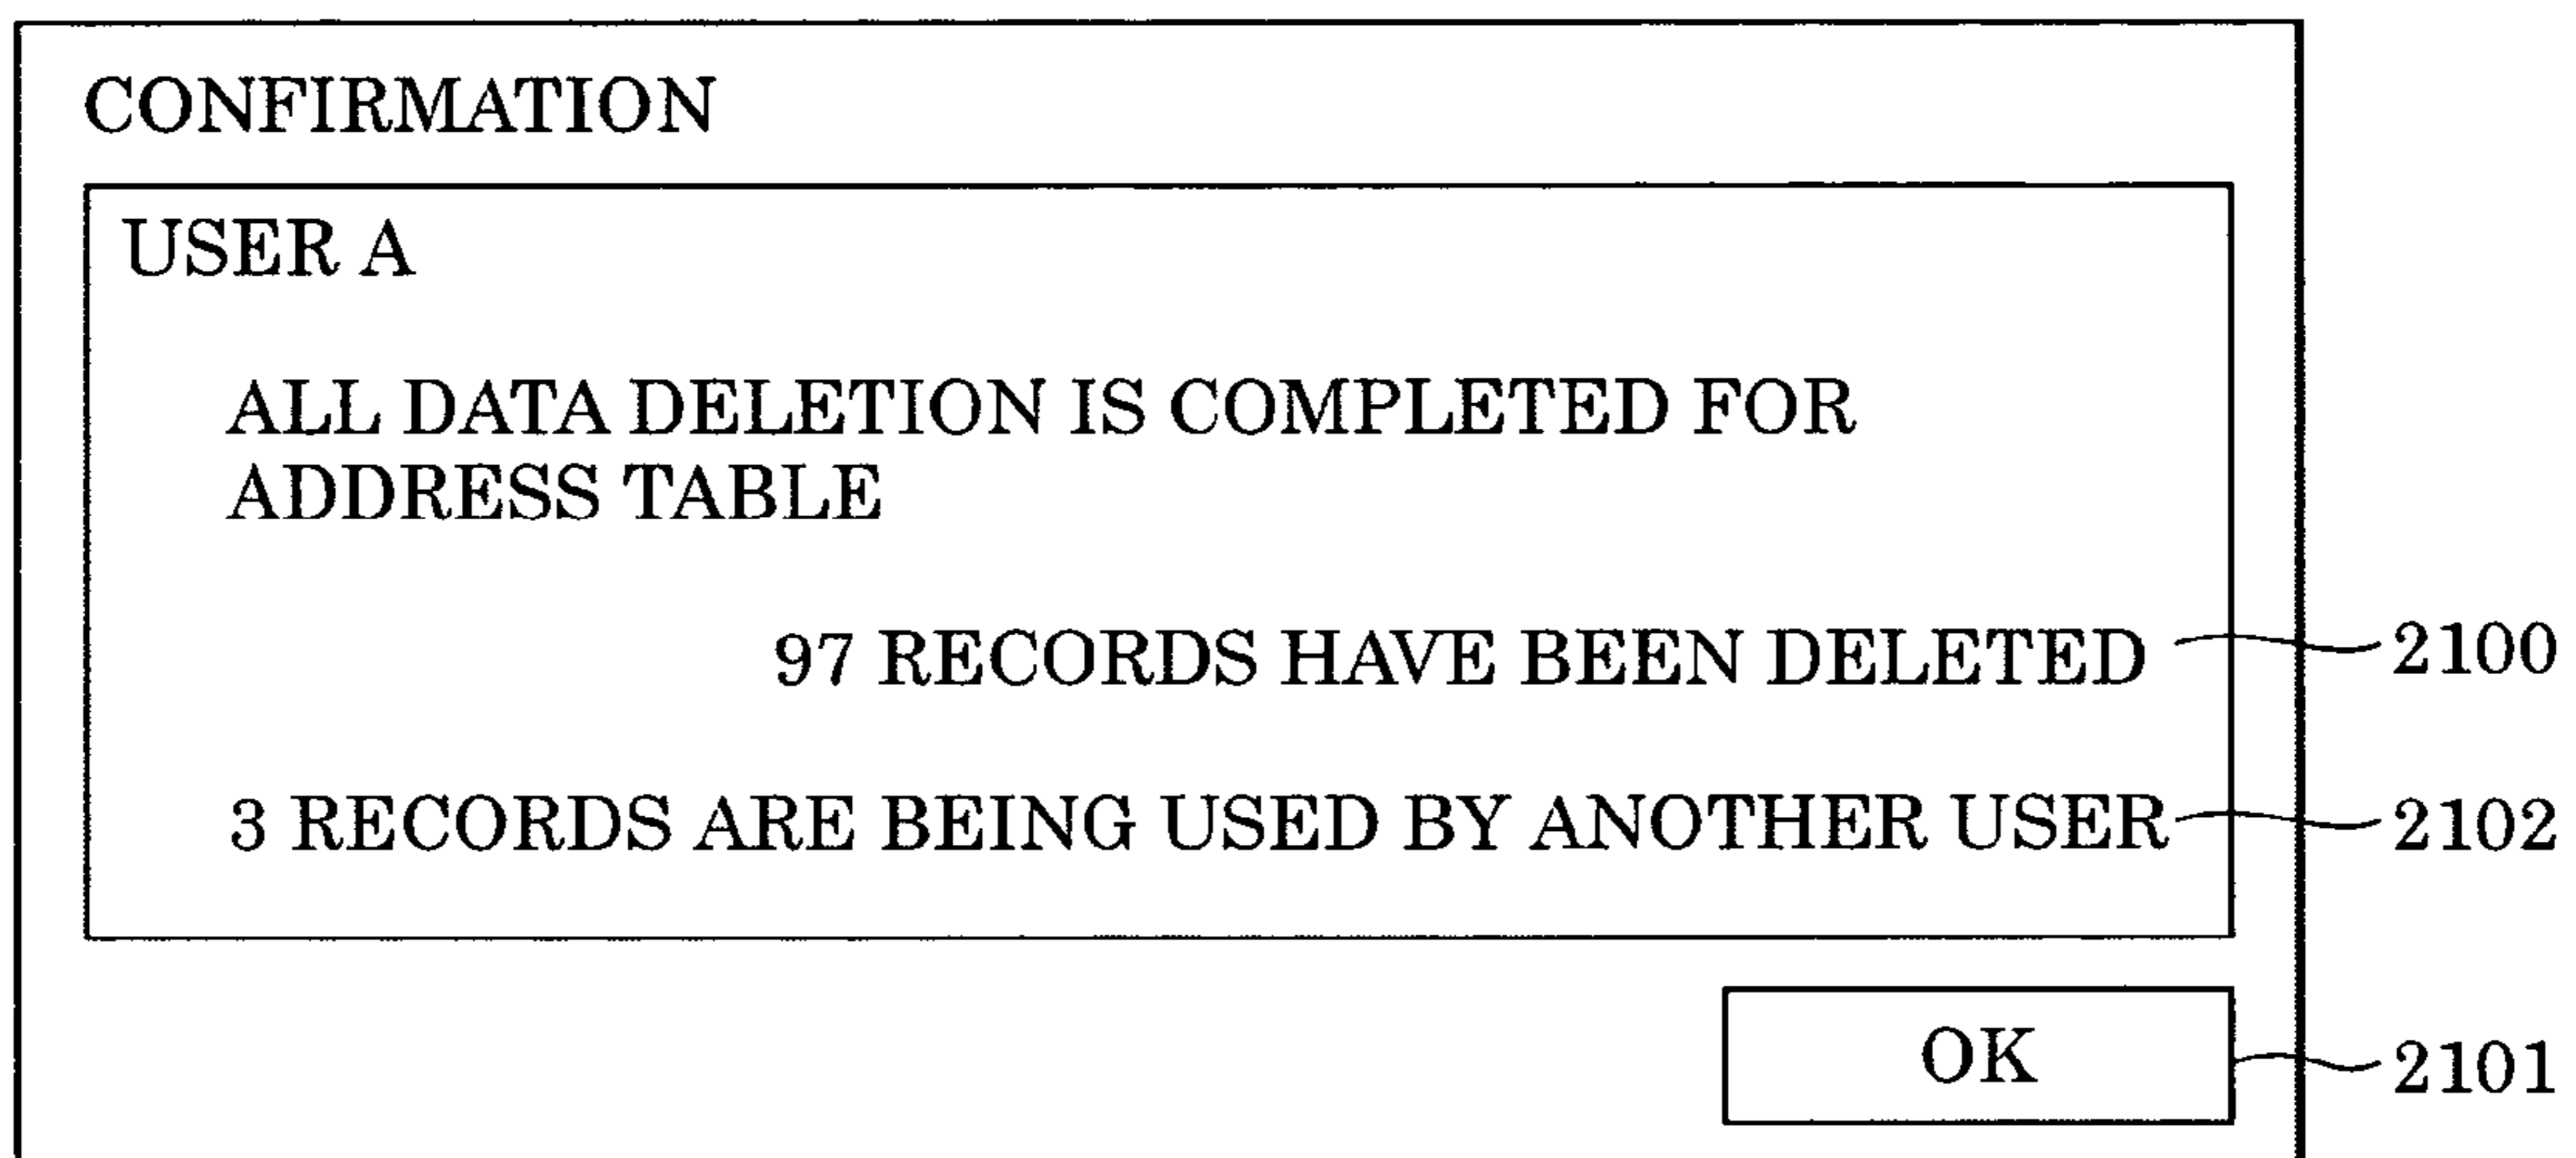 CONFIRMATION
USER A
ALL DATA DELETION IS COMPLETED FOR
ADDRESS TABLE
97 RECORDS HAVE BEEN DELETED
2100
3 RECORDS ARE BEING USED BY ANOTHER USER
2102
OK
2101